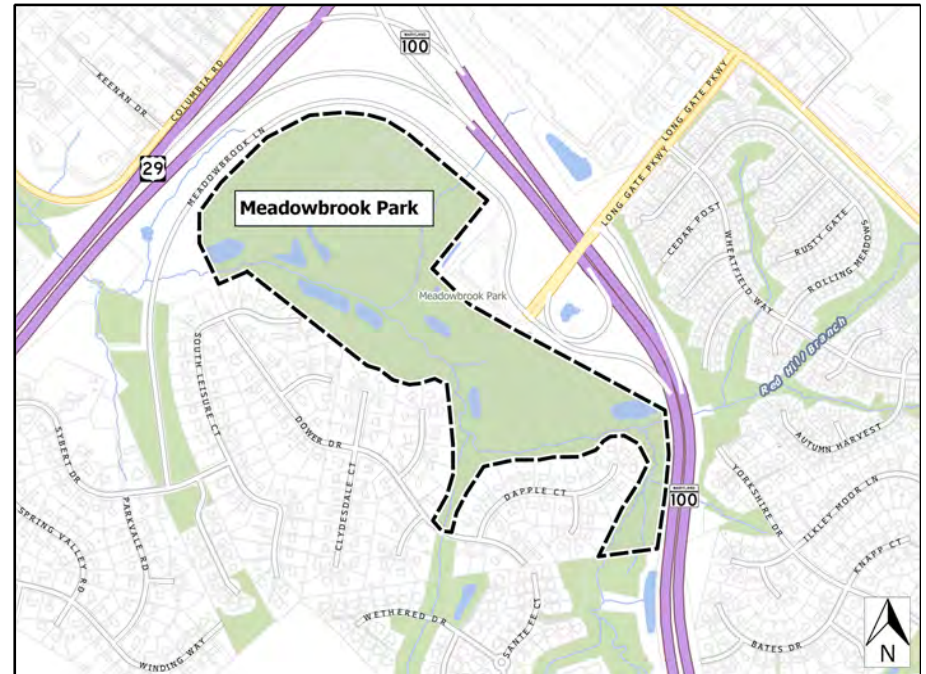 MARYLAND
100
KEENAN DR
COLUMBIA RD
LONG GATE PKWY
LONG GATE PKWY
29
MEADOWBROOK LN
Meadowbrook Park
CEDAR POST
WHEATFIELD WAY
RUSTY GATE
ROLLING MEADOWS
Meadowbrook Park
Red Hill Branch
SOUTH LEISURE CT
DOWER DR
CLYDESDALE CT
SYBERT DR
PARKVALE RD
SPRING VALLEY RD
DAPPLE CT
MARYLAND
100
AUTUMN HARVEST
YORKSHIRE DR
ILKLEY MOOR LN
KNAPP CT
WETHERED DR
SANTE FE CT
WINDING WAY
BATES DR
N